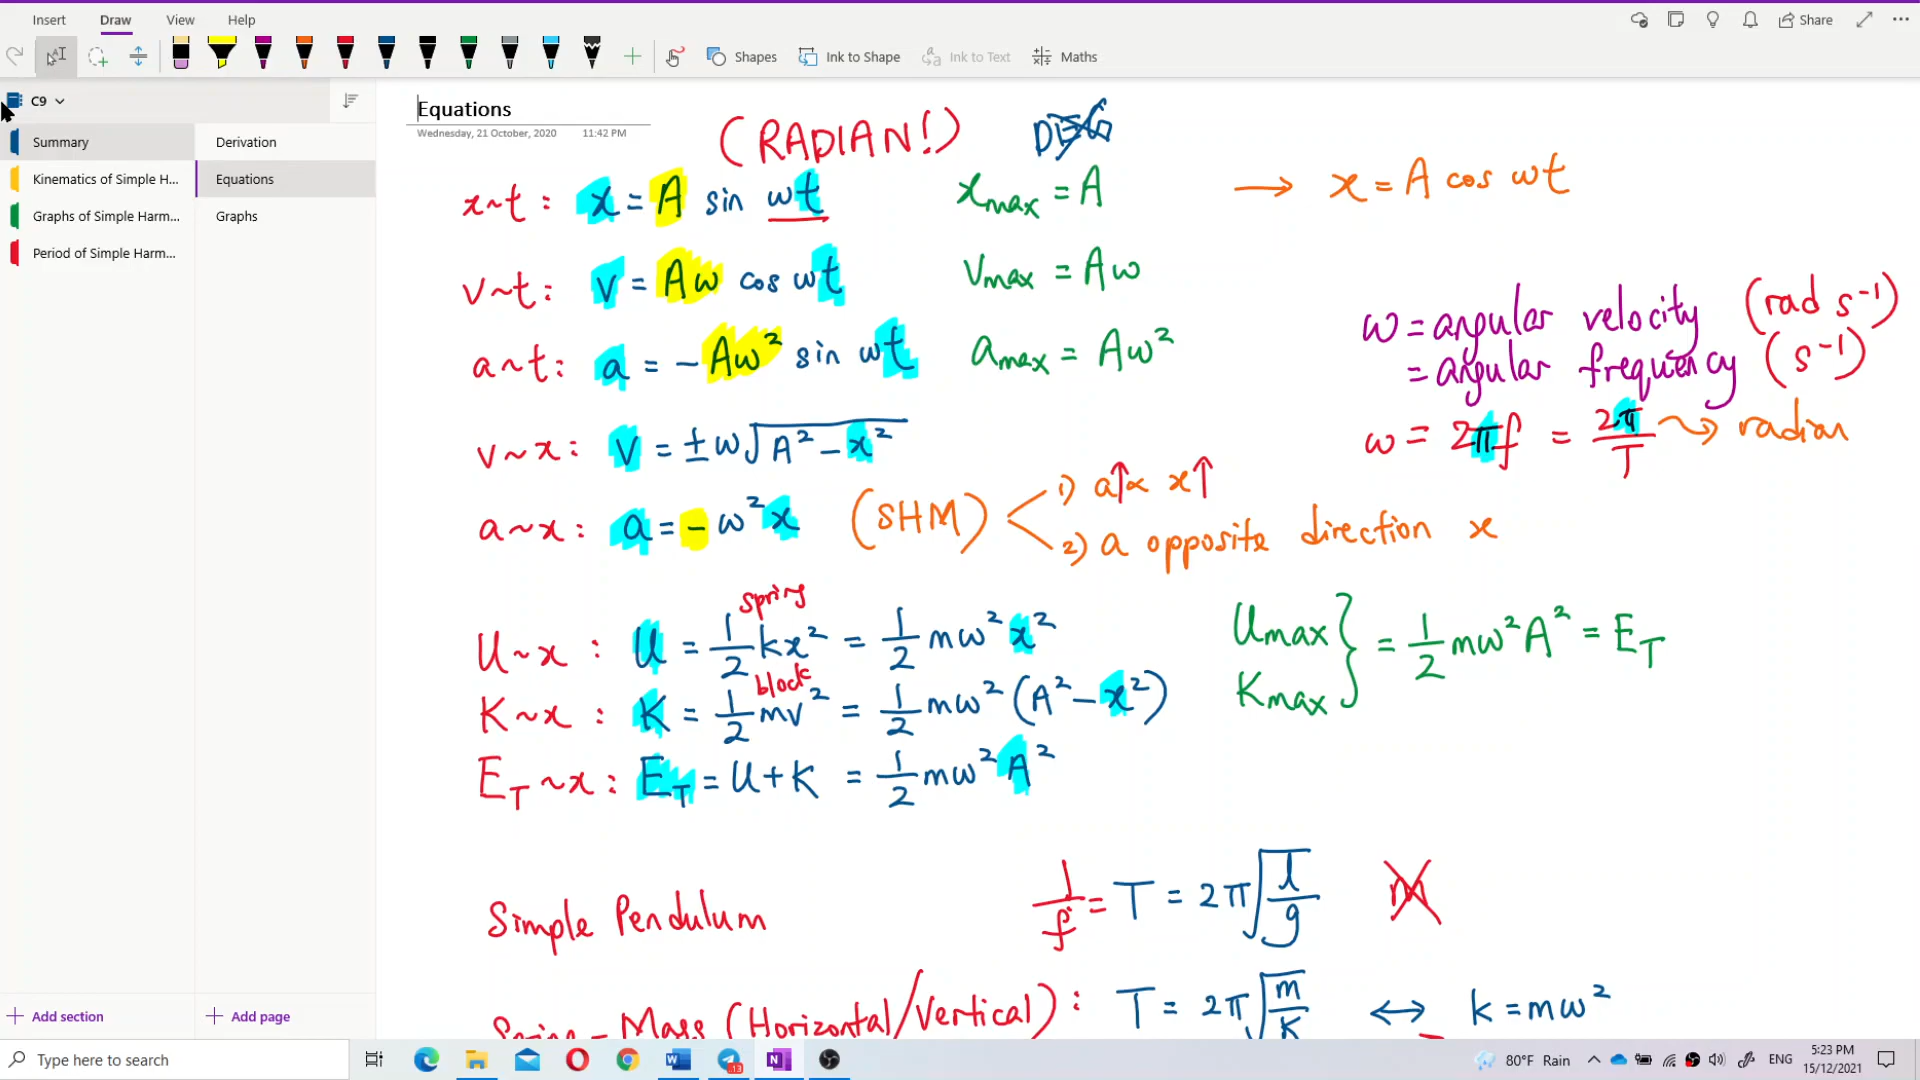 Insert Draw View Help
Share
Shapes Ink to Shape Ink to Text Maths
C9
Summary
Kinematics of Simple H...
Graphs of Simple Harm...
Period of Simple Harm...
Derivation
Equations
Graphs
Equations
Wednesday, 21 October, 2020 11:42 PM
(RADIAN!) DEG
x~t : x = A sin ωt xmax = A → x = A cos ωt
v~t : v = Aω cos ωt vmax = Aω
ω = angular velocity (rad s⁻¹)
= angular frequency (s⁻¹)
a~t : a = -Aω² sin ωt amax = Aω²
ω = 2πf = 2π/T ⤳ radian
v~x : v = ±ω√(A² - x²)
a~x : a = -ω²x (SHM)
1) a↑ ∝ x↑
2) a opposite direction x
spring
U~x : U = 1/2 kx² = 1/2 mω²x²
block
K~x : K = 1/2 mv² = 1/2 mω²(A² - x²)
Umax
Kmax } = 1/2 mω²A² = E_T
E_T~x : E_T = U + K = 1/2 mω²A²
Simple Pendulum 1/f = T = 2π√(l/g) m
Spring - Mass (Horizontal/Vertical) : T = 2π√(m/k) ↔ k = mω²
Add section Add page
Type here to search
13
80°F Rain ENG
5:23 PM
15/12/2021